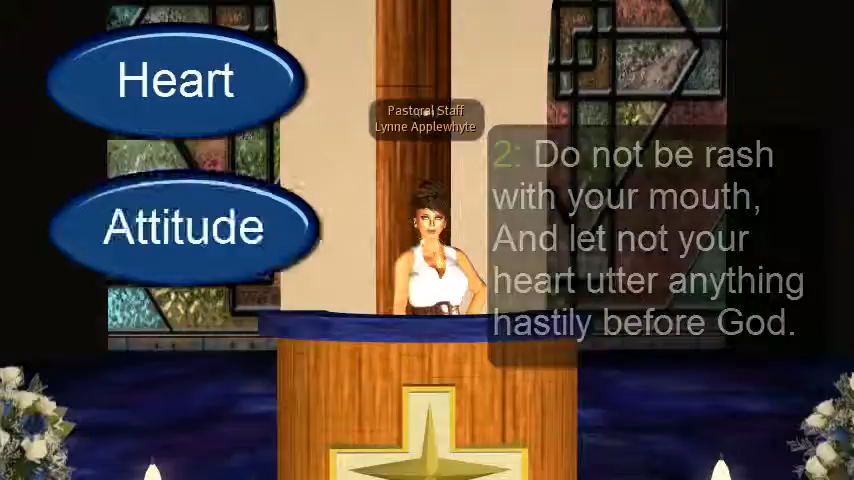 Heart
Attitude
Pastoral Staff
Lynne Applewhyte
2: Do not be rash
with your mouth,
And let not your
heart utter anything
hastily before God.